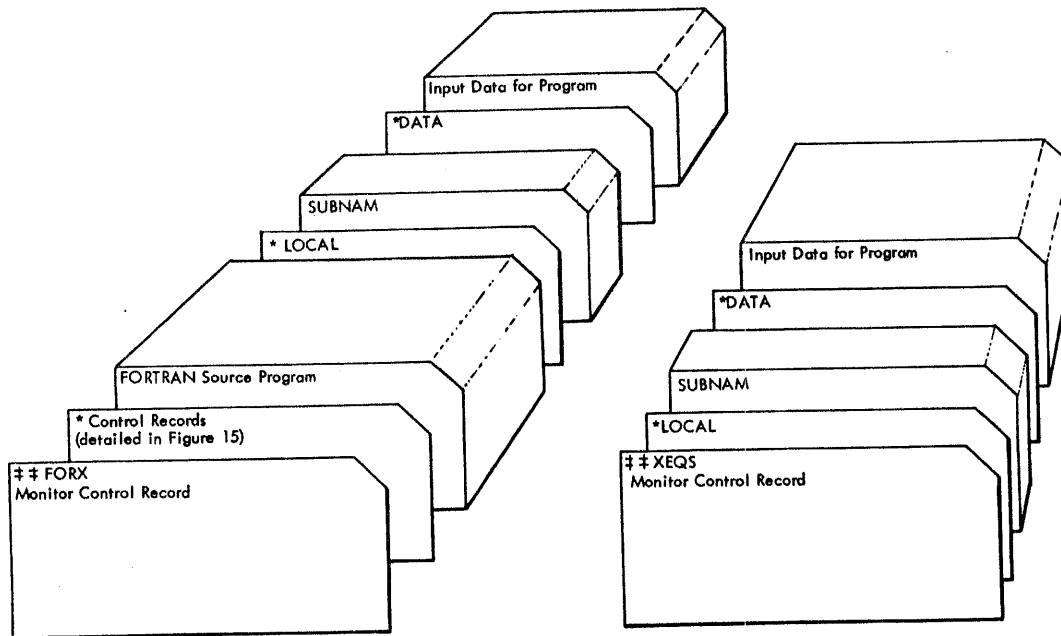 Input Data for Program
*DATA
SUBNAM
* LOCAL
FORTRAN Source Program
* Control Records
(detailed in Figure 15)
‡ ‡ FORX
Monitor Control Record
Input Data for Program
*DATA
SUBNAM
*LOCAL
‡ ‡ XEQS
Monitor Control Record